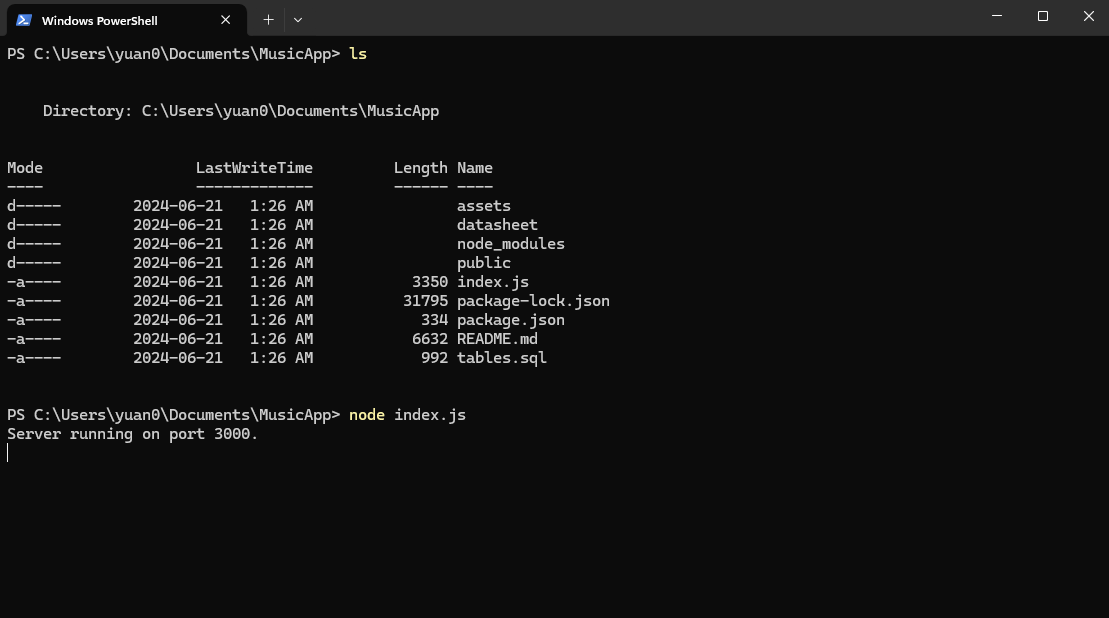 Windows PowerShell
PS C:\Users\yuan0\Documents\MusicApp> ls
Directory: C:\Users\yuan0\Documents\MusicApp
Mode                 LastWriteTime         Length Name
----                 -------------         ------ ----
d-----        2024-06-21   1:26 AM                assets
d-----        2024-06-21   1:26 AM                datasheet
d-----        2024-06-21   1:26 AM                node_modules
d-----        2024-06-21   1:26 AM                public
-a----        2024-06-21   1:26 AM           3350 index.js
-a----        2024-06-21   1:26 AM          31795 package-lock.json
-a----        2024-06-21   1:26 AM            334 package.json
-a----        2024-06-21   1:26 AM           6632 README.md
-a----        2024-06-21   1:26 AM            992 tables.sql
PS C:\Users\yuan0\Documents\MusicApp> node index.js
Server running on port 3000.